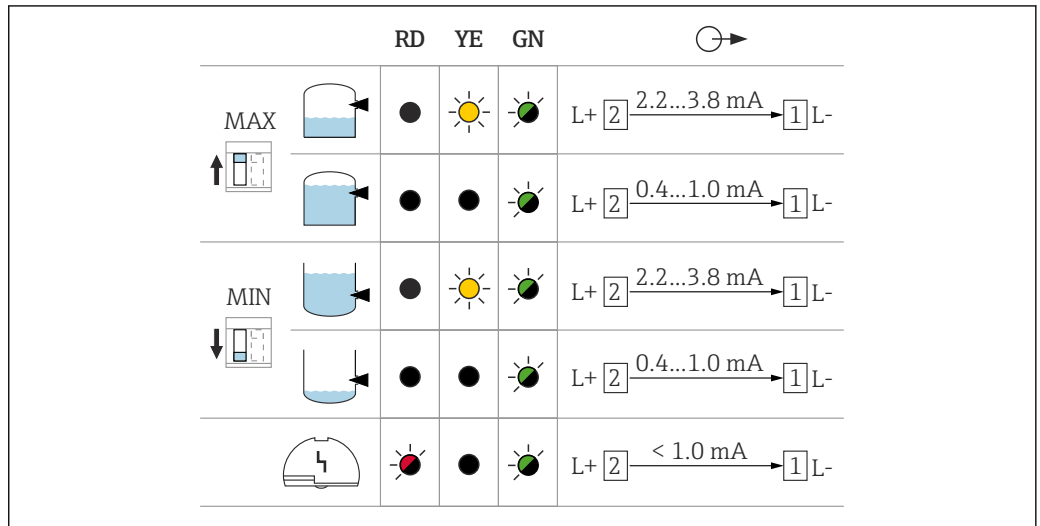 RD YE GN
MAX
L+ 2 2.2...3.8 mA 1 L-
L+ 2 0.4...1.0 mA 1 L-
MIN
L+ 2 2.2...3.8 mA 1 L-
L+ 2 0.4...1.0 mA 1 L-
L+ 2 < 1.0 mA 1 L-